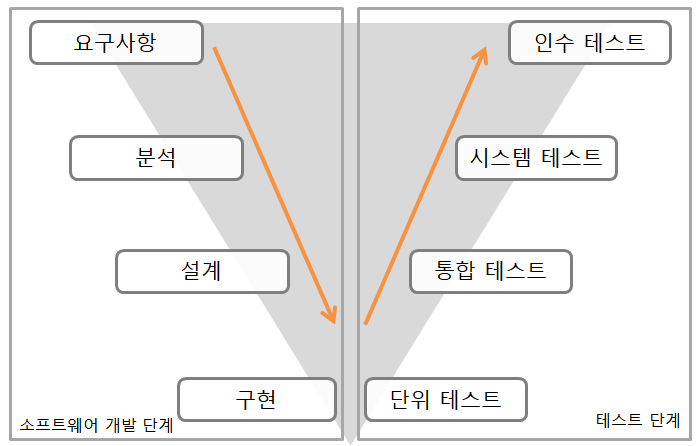 요구사항
인수 테스트
분석
시스템 테스트
설계
통합 테스트
구현
단위 테스트
소프트웨어 개발 단계
테스트 단계